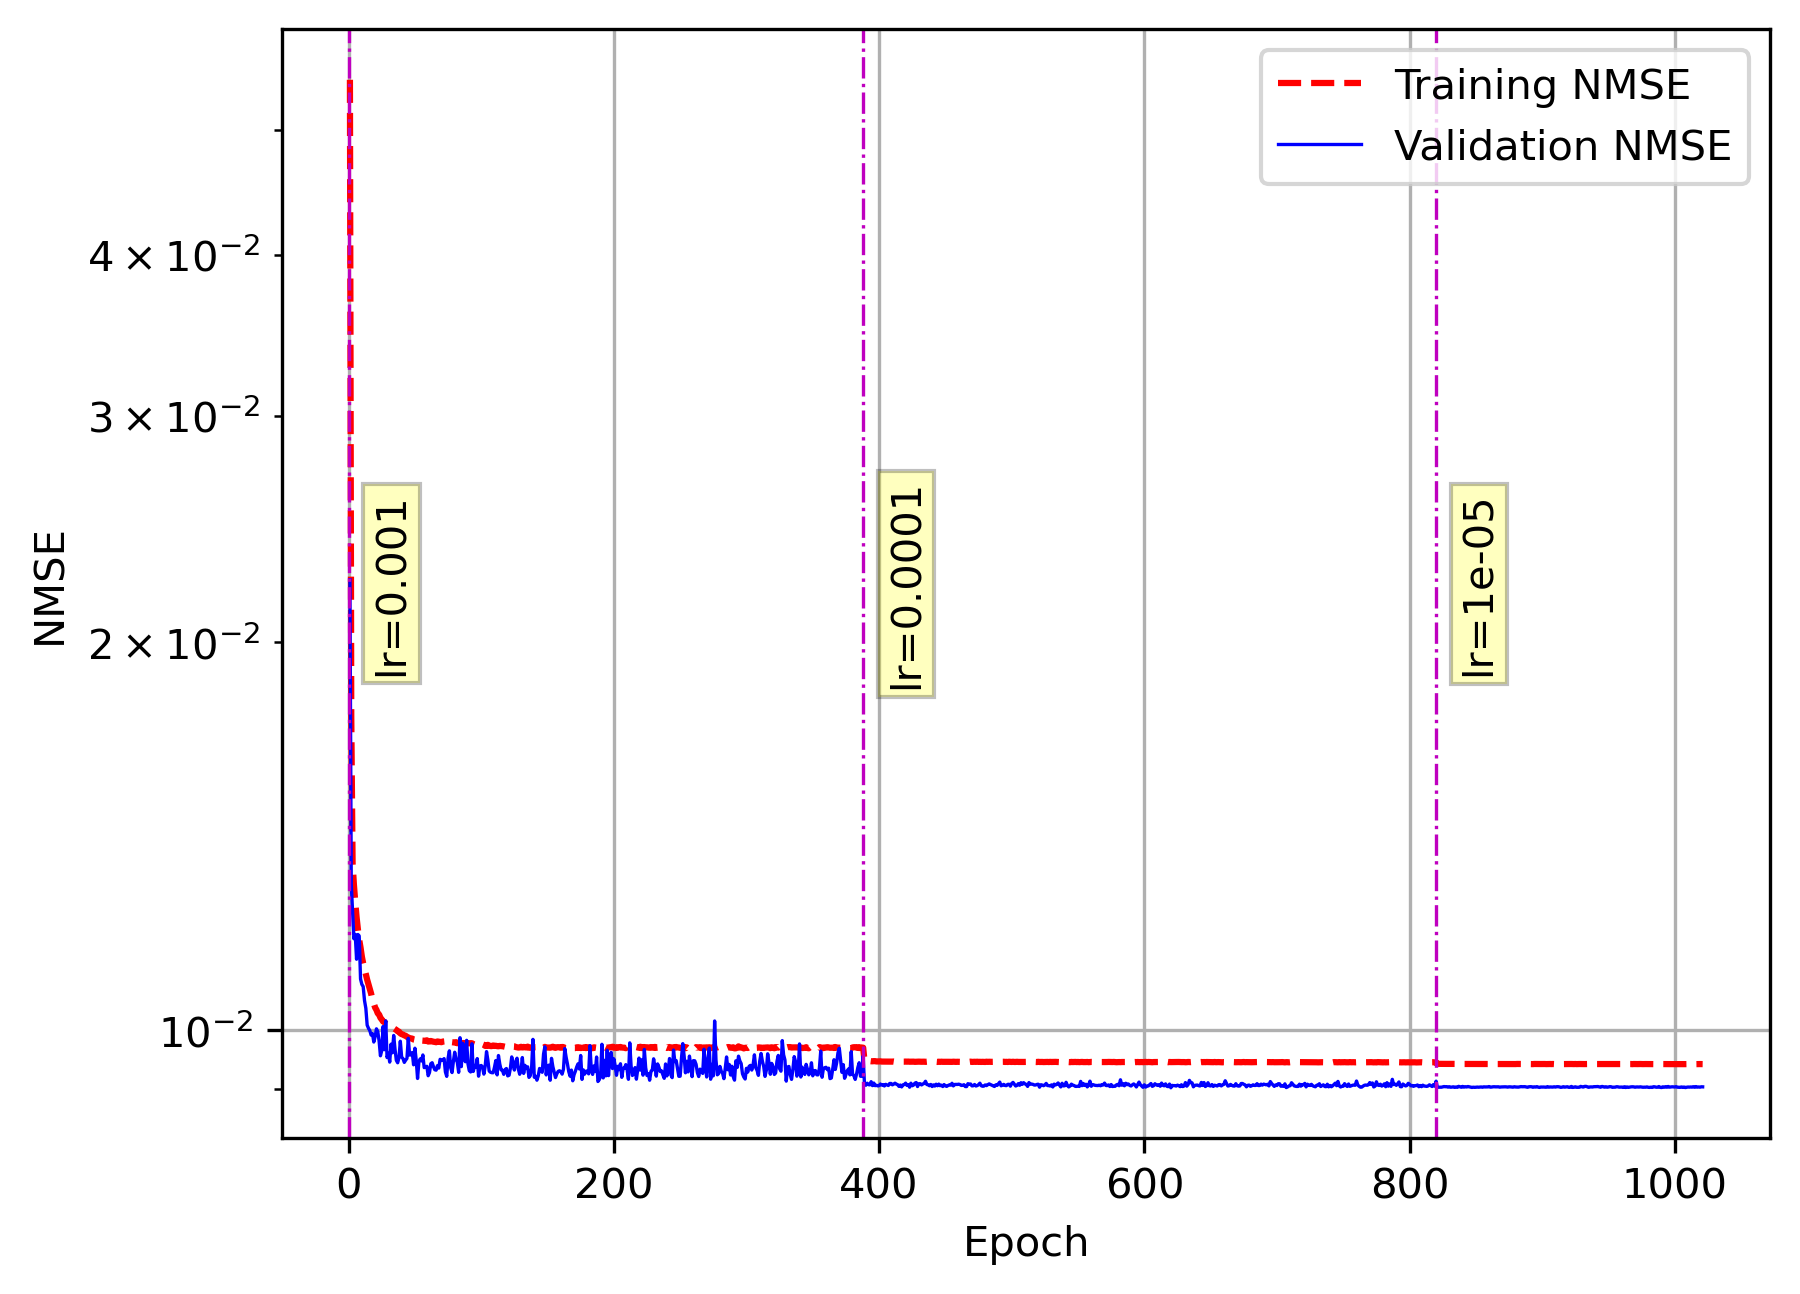 Training NMSE
Validation NMSE
4 × 10⁻²
3 × 10⁻²
2 × 10⁻²
10⁻²
NMSE
lr=0.001
lr=0.0001
lr=1e-05
0 200 400 600 800 1000
Epoch